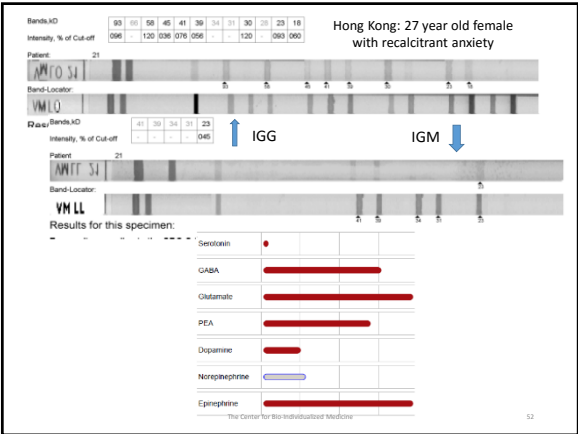 Hong Kong: 27 year old female
with recalcitrant anxiety
Bands,kD 93 66 58 45 41 39 34 31 30 28 23 18
Intensity, % of Cut-off 096 - 120 036 076 056 - - 120 - 093 060
Patient: 21
Band-Locator:
VM LO
Bands,kD 41 39 34 31 23
Intensity, % of Cut-off - - - - 045
IGG
IGM
Patient 21
Band-Locator:
VM LL
41 39 34 31 23
Results for this specimen:
Serotonin
GABA
Glutamate
PEA
Dopamine
Norepinephrine
Epinephrine
The Center for Bio-Individualized Medicine
52